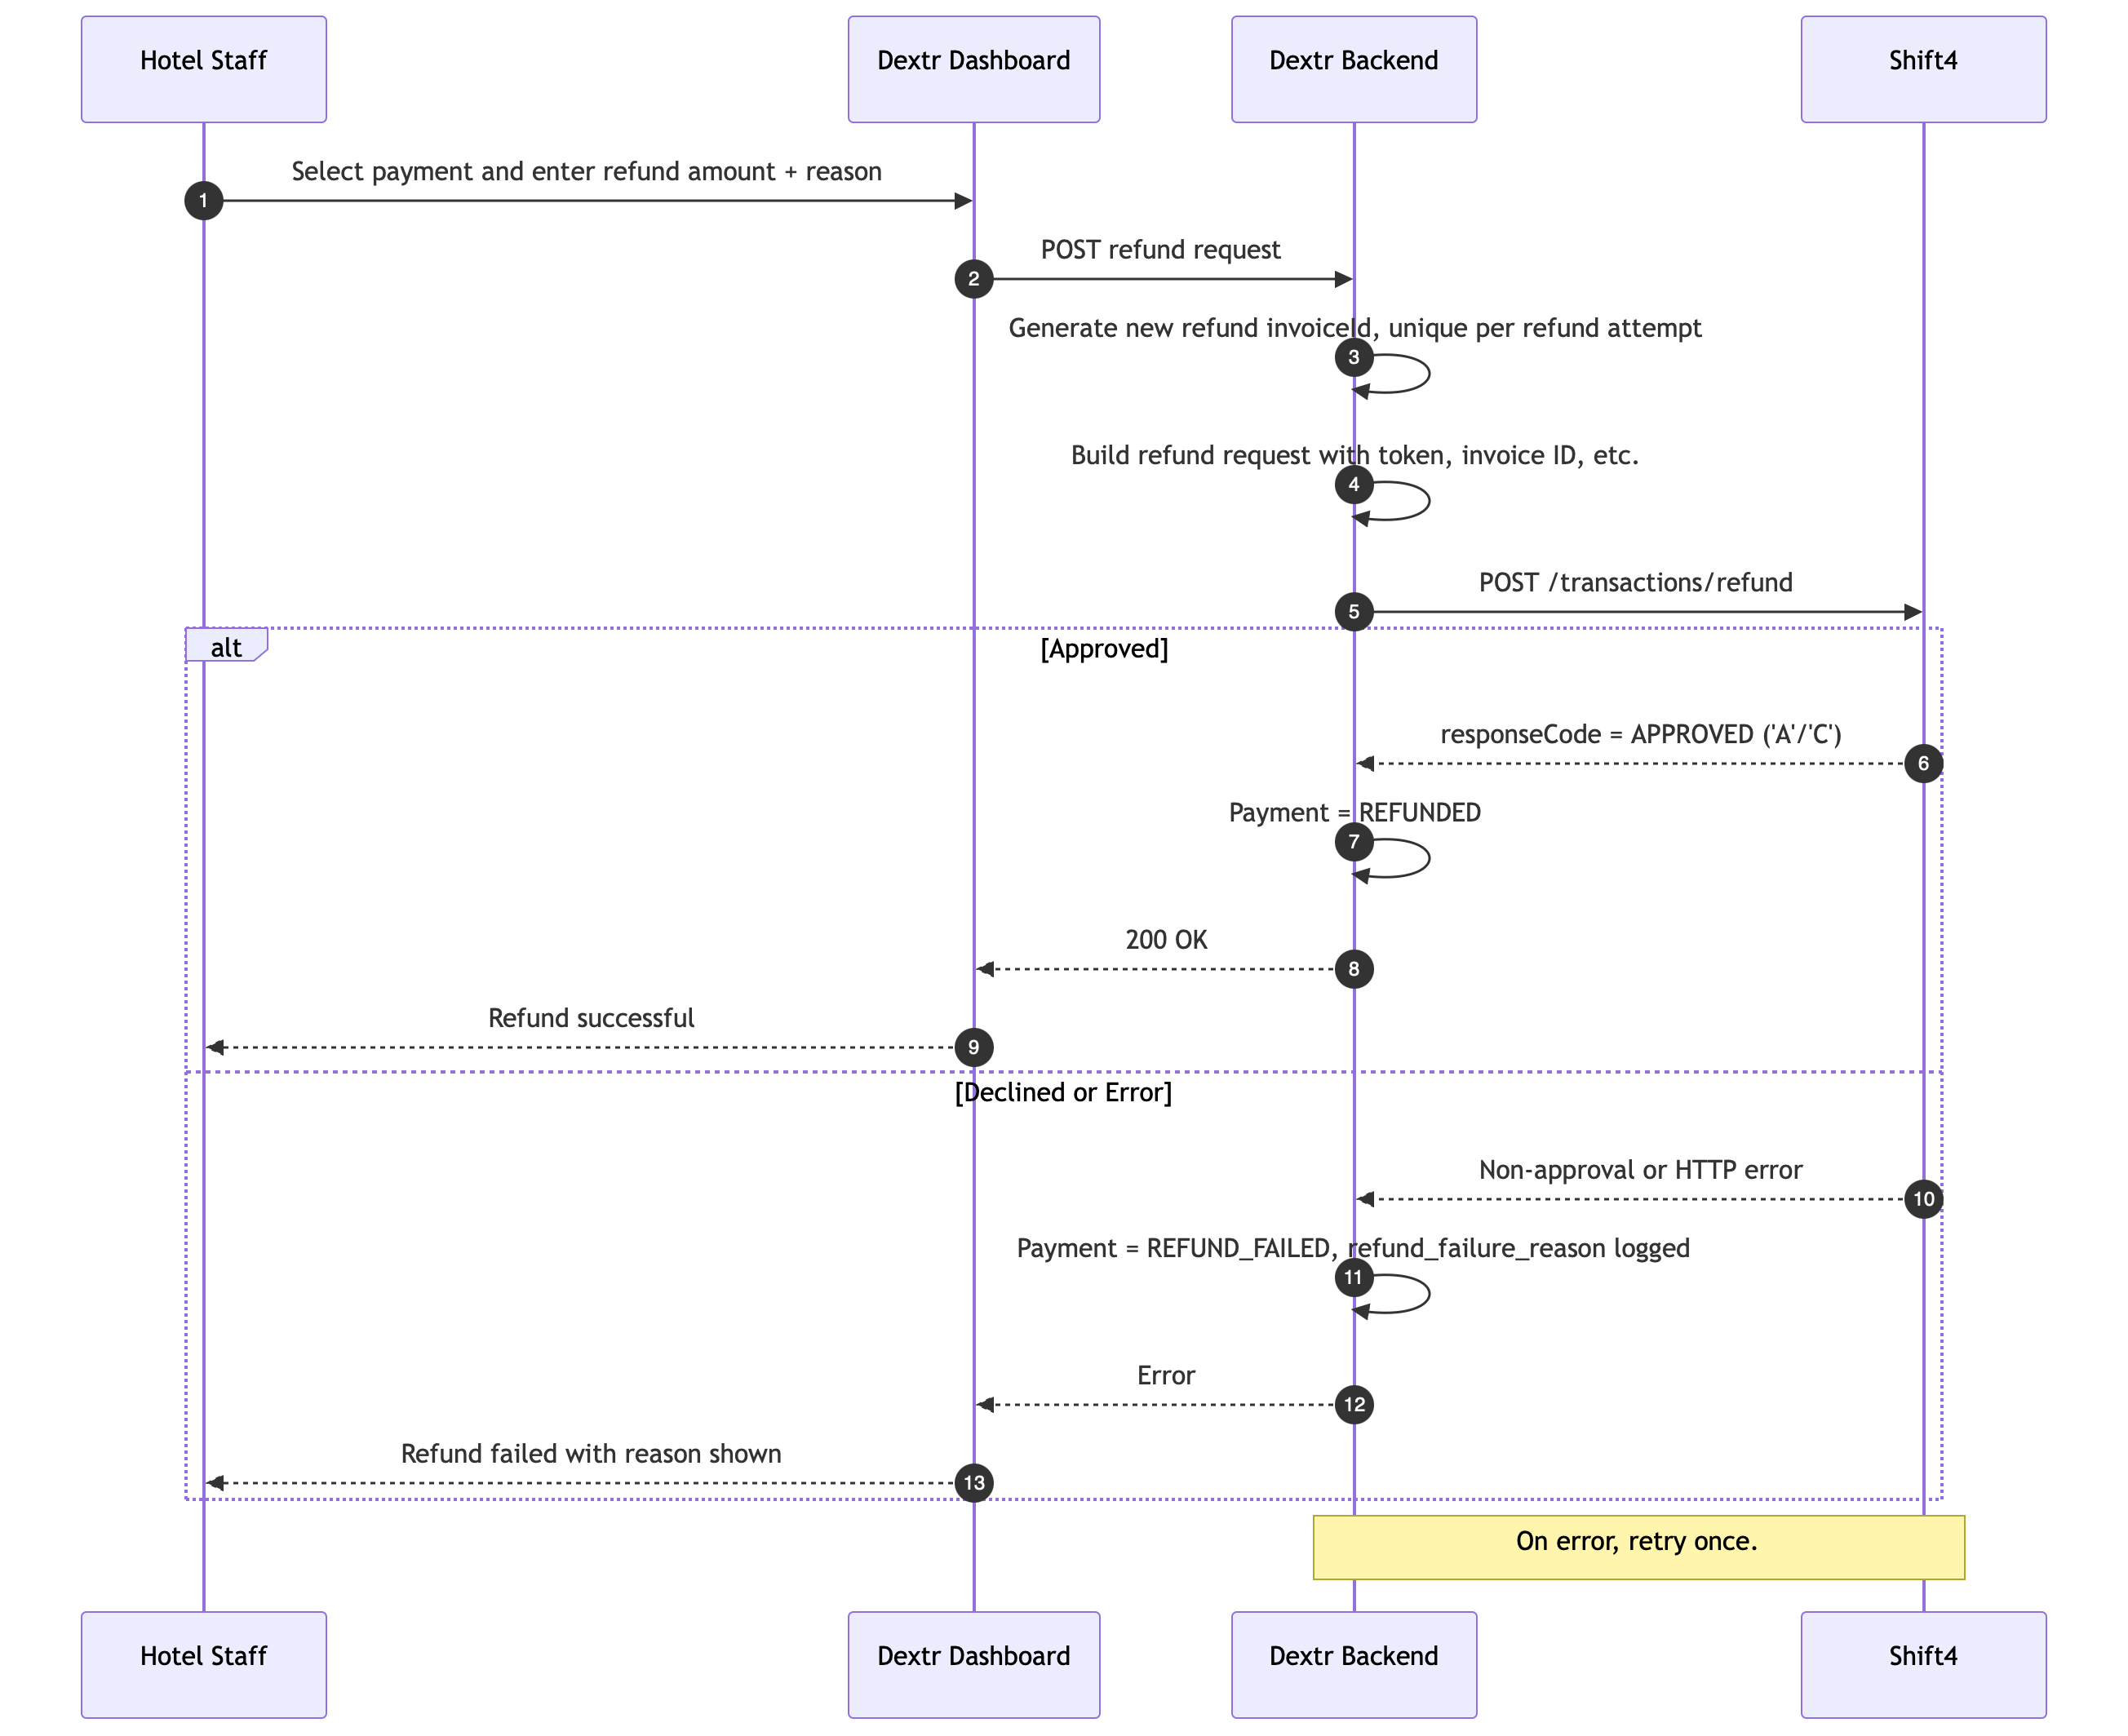 Hotel Staff
Dextr Dashboard
Dextr Backend
Shift4
Select payment and enter refund amount + reason
1
POST refund request
2
Generate new refund invoiceId, unique per refund attempt
3
Build refund request with token, invoice ID, etc.
4
POST /transactions/refund
5
alt
[Approved]
responseCode = APPROVED ('A'/'C')
6
Payment = REFUNDED
7
200 OK
8
Refund successful
9
[Declined or Error]
Non-approval or HTTP error
10
Payment = REFUND_FAILED, refund_failure_reason logged
11
Error
12
Refund failed with reason shown
13
On error, retry once.
Hotel Staff
Dextr Dashboard
Dextr Backend
Shift4